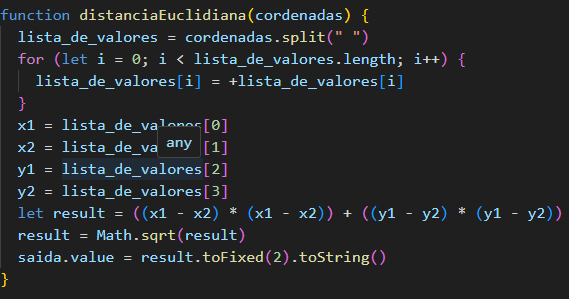 function distanciaEuclidiana(cordenadas) {
  lista_de_valores = cordenadas.split(" ")
  for (let i = 0; i < lista_de_valores.length; i++) {
    lista_de_valores[i] = +lista_de_valores[i]
  }
  x1 = lista_de_valores[0]
  x2 = lista_de_va any [1]
  y1 = lista_de_valores[2]
  y2 = lista_de_valores[3]
  let result = ((x1 - x2) * (x1 - x2)) + ((y1 - y2) * (y1 - y2))
  result = Math.sqrt(result)
  saida.value = result.toFixed(2).toString()
}